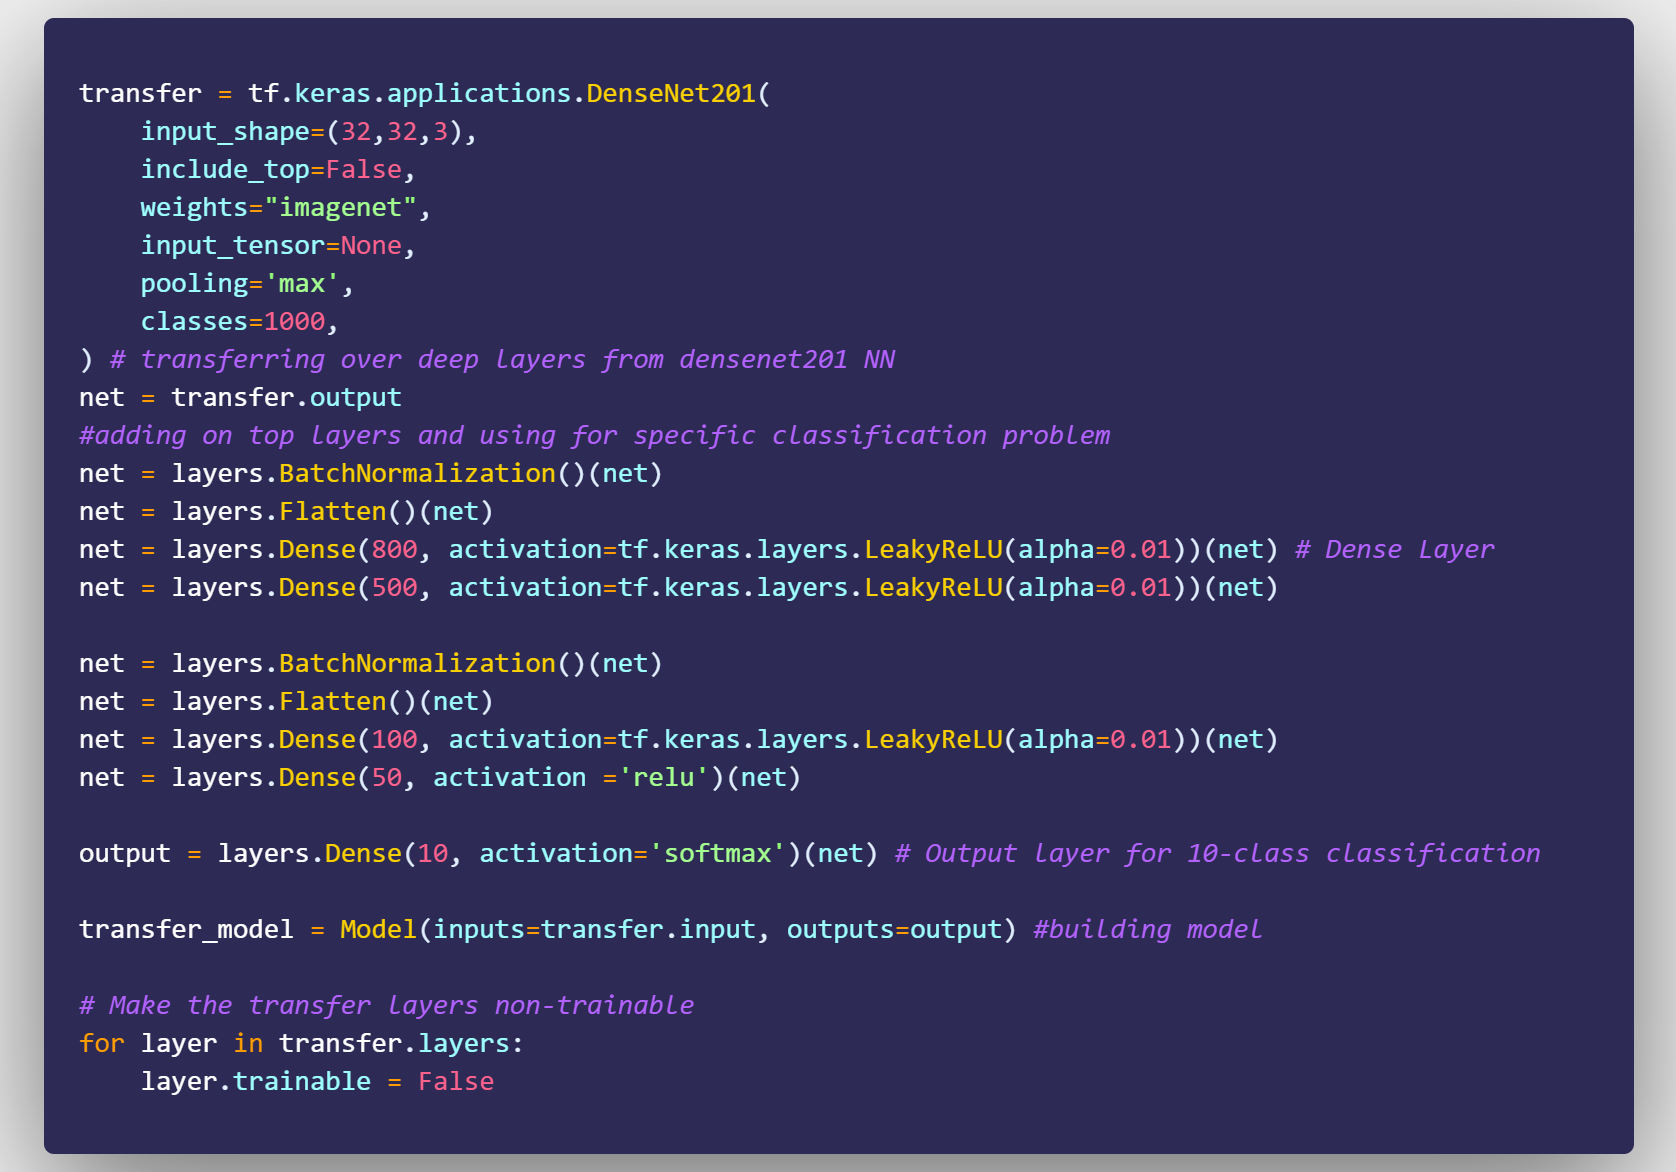 transfer = tf.keras.applications.DenseNet201(
    input_shape=(32,32,3),
    include_top=False,
    weights="imagenet",
    input_tensor=None,
    pooling='max',
    classes=1000,
) # transferring over deep layers from densenet201 NN
net = transfer.output
#adding on top layers and using for specific classification problem
net = layers.BatchNormalization()(net)
net = layers.Flatten()(net)
net = layers.Dense(800, activation=tf.keras.layers.LeakyReLU(alpha=0.01))(net) # Dense Layer
net = layers.Dense(500, activation=tf.keras.layers.LeakyReLU(alpha=0.01))(net)

net = layers.BatchNormalization()(net)
net = layers.Flatten()(net)
net = layers.Dense(100, activation=tf.keras.layers.LeakyReLU(alpha=0.01))(net)
net = layers.Dense(50, activation ='relu')(net)

output = layers.Dense(10, activation='softmax')(net) # Output layer for 10-class classification

transfer_model = Model(inputs=transfer.input, outputs=output) #building model

# Make the transfer layers non-trainable
for layer in transfer.layers:
    layer.trainable = False